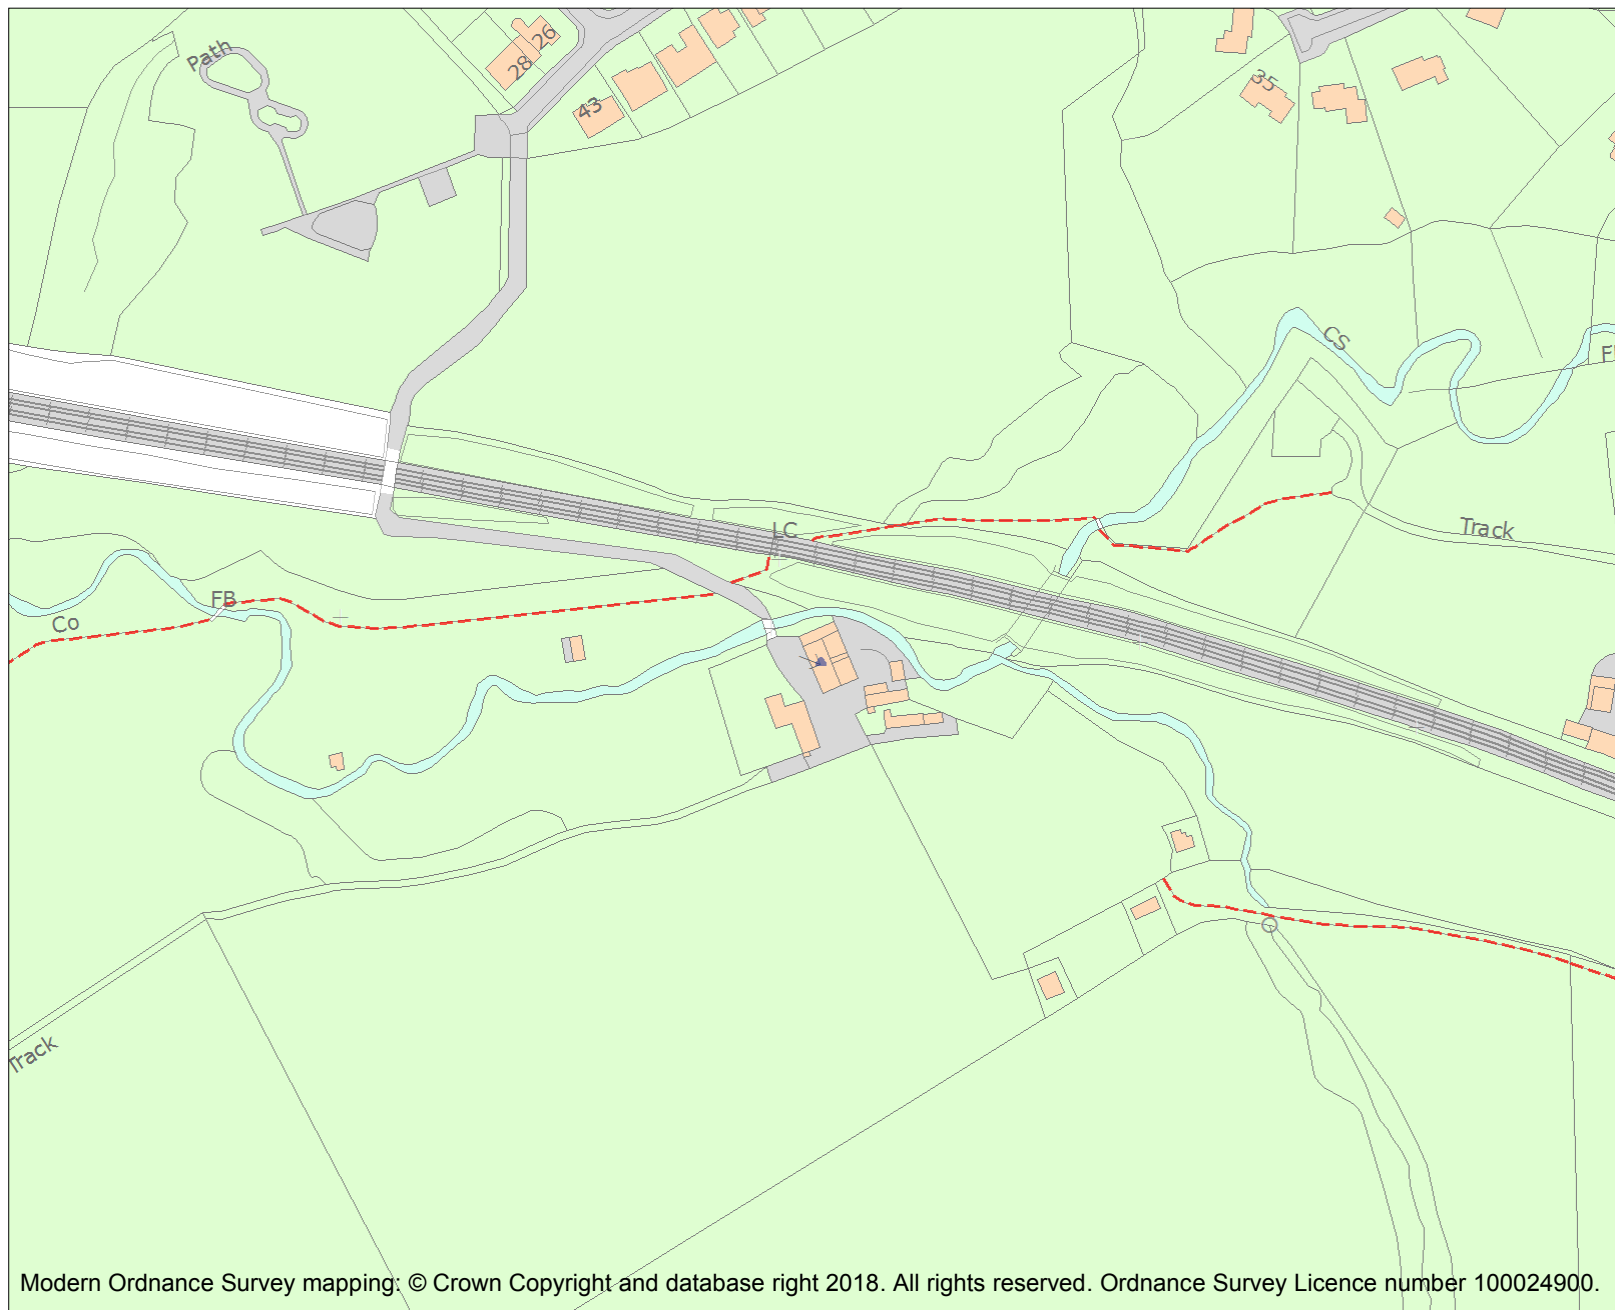 Path
26
28
43
35
CS
LC
Track
FB
Co
Track
Modern Ordnance Survey mapping: © Crown Copyright and database right 2018. All rights reserved. Ordnance Survey Licence number 100024900.